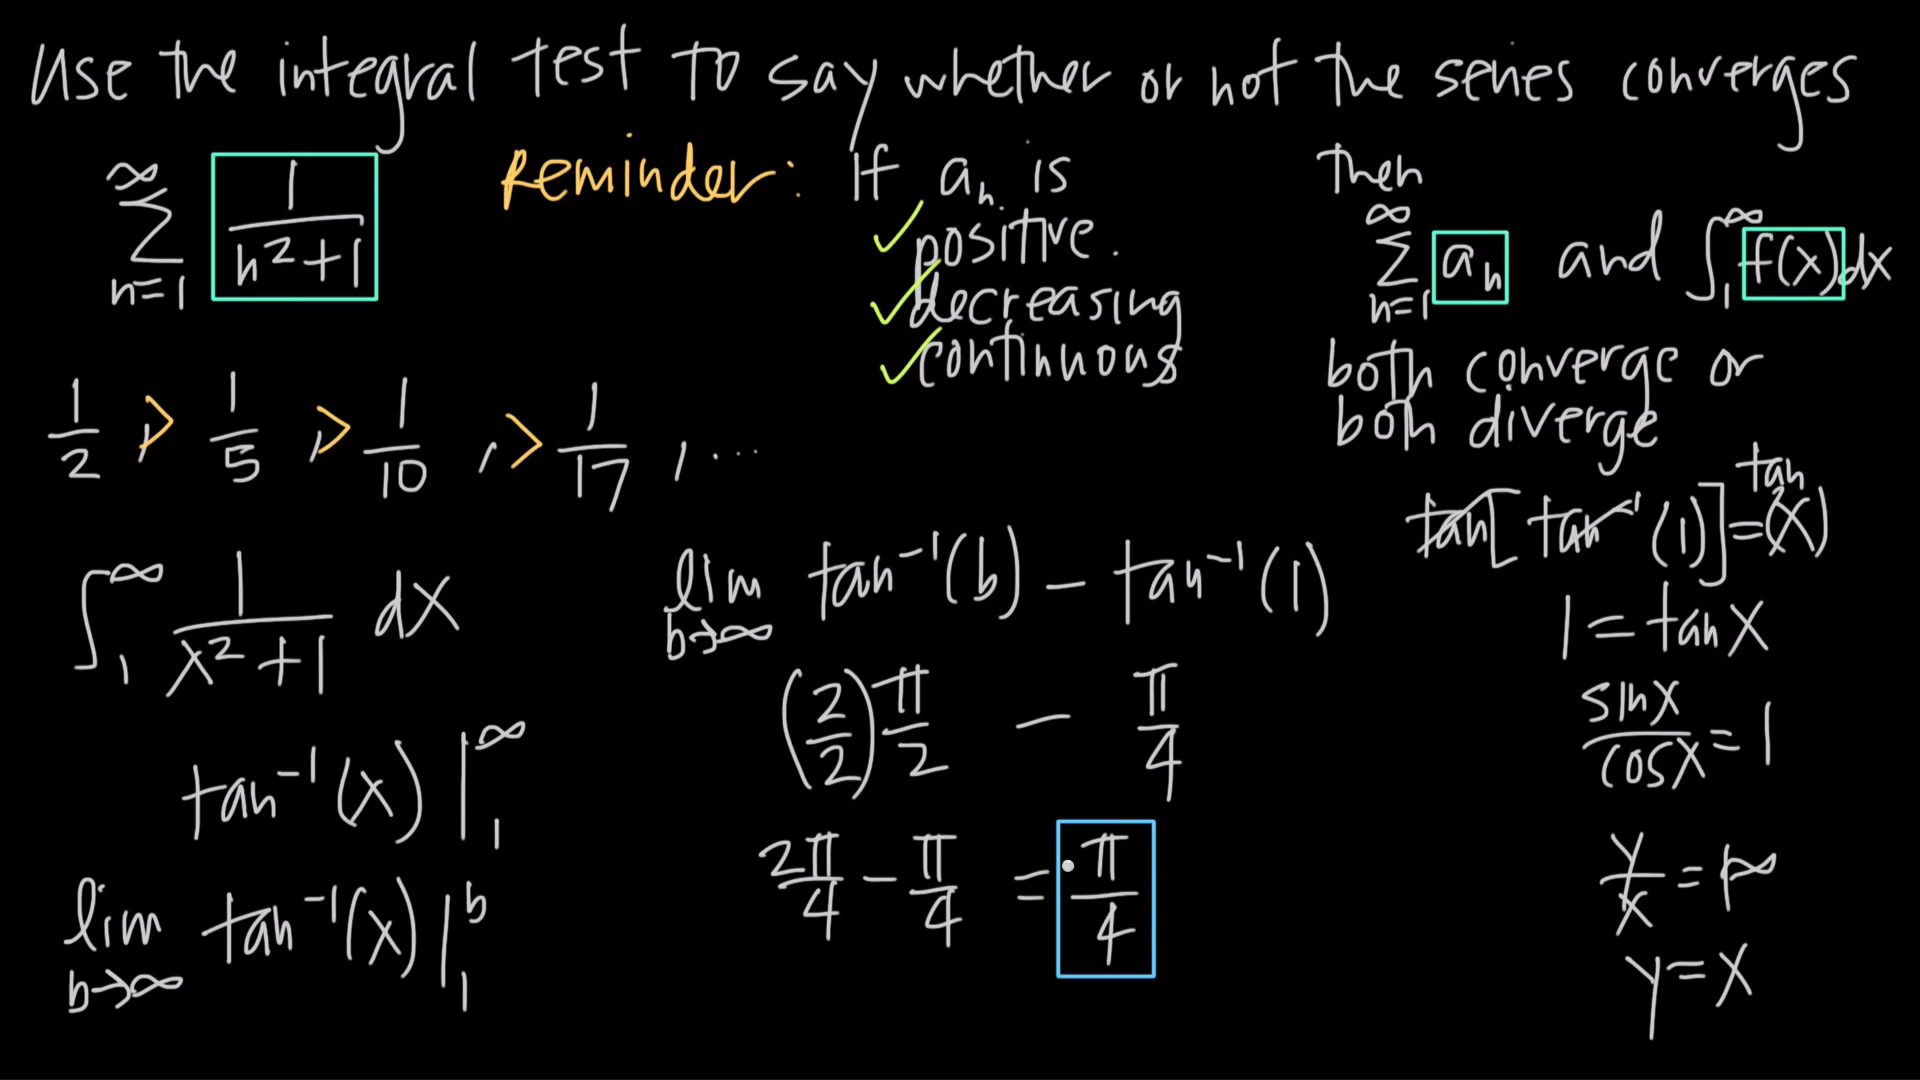 Use the integral test to say whether or not the series converges
∞
Σ 1/(n²+1)
n=1
Reminder: If aₙ is
positive.
decreasing
continuous
Then
∞
Σ aₙ and ∫₁^∞ f(x)dx
n=1
both converge or
both diverge
1/2 , > 1/5 , > 1/10 , > 1/17 , ...
∫₁^∞ 1/(x²+1) dx
tan⁻¹(x) |₁^∞
lim b→∞ tan⁻¹(x) |₁^b
lim b→∞ tan⁻¹(b) − tan⁻¹(1)
(2/2) π/2 − π/4
2π/4 − π/4 = π/4
tan[tan⁻¹(1)] = tan(x)
1 = tan x
sin x/cos x = 1
y/x = 1
y = x